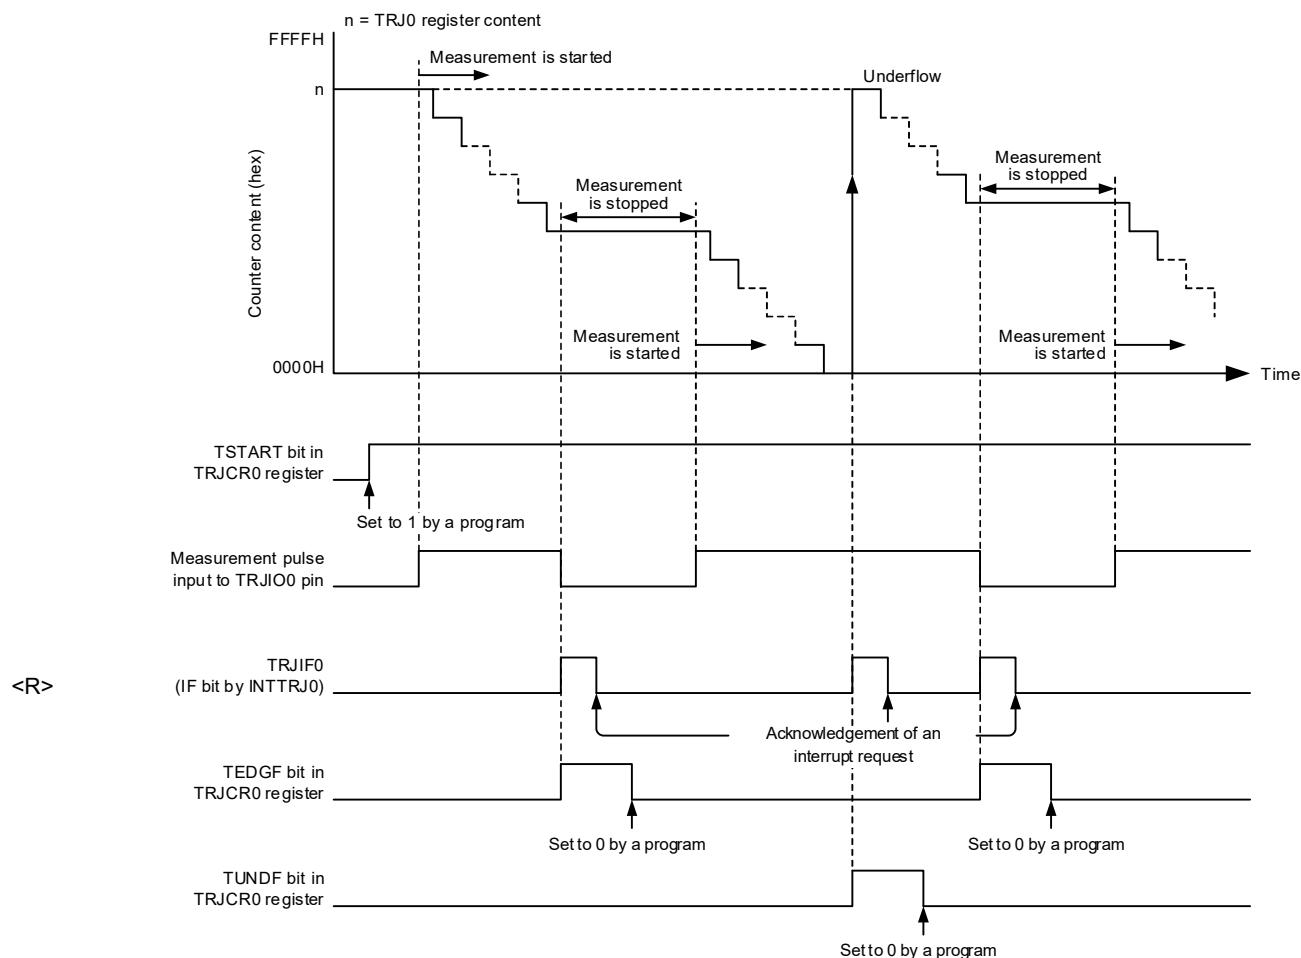 n = TRJ0 register content
FFFFH
Measurement is started
Underflow
n
Counter content (hex)
Measurement
is stopped
Measurement
is stopped
Measurement
is started
Measurement
is started
0000H
Time
TSTART bit in
TRJCR0 register
Set to 1 by a program
Measurement pulse
input to TRJIO0 pin
<R>
TRJIF0
(IF bit by INTTRJ0)
Acknowledgement of an
interrupt request
TEDGF bit in
TRJCR0 register
Set to 0 by a program
Set to 0 by a program
TUNDF bit in
TRJCR0 register
Set to 0 by a program